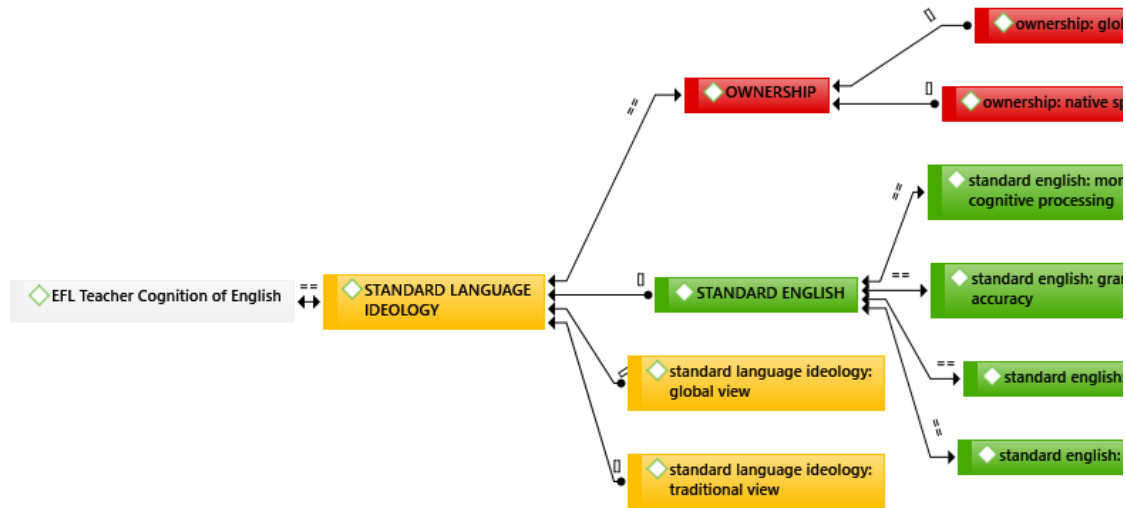 ownership: glo
OWNERSHIP
ownership: native sp
standard english: mor
cognitive processing
EFL Teacher Cognition of English
STANDARD LANGUAGE
IDEOLOGY
STANDARD ENGLISH
standard english: gra
accuracy
standard language ideology:
global view
standard english:
standard english:
standard language ideology:
traditional view
==
==
==
==
==
==
[]
[]
[]
[]
[]